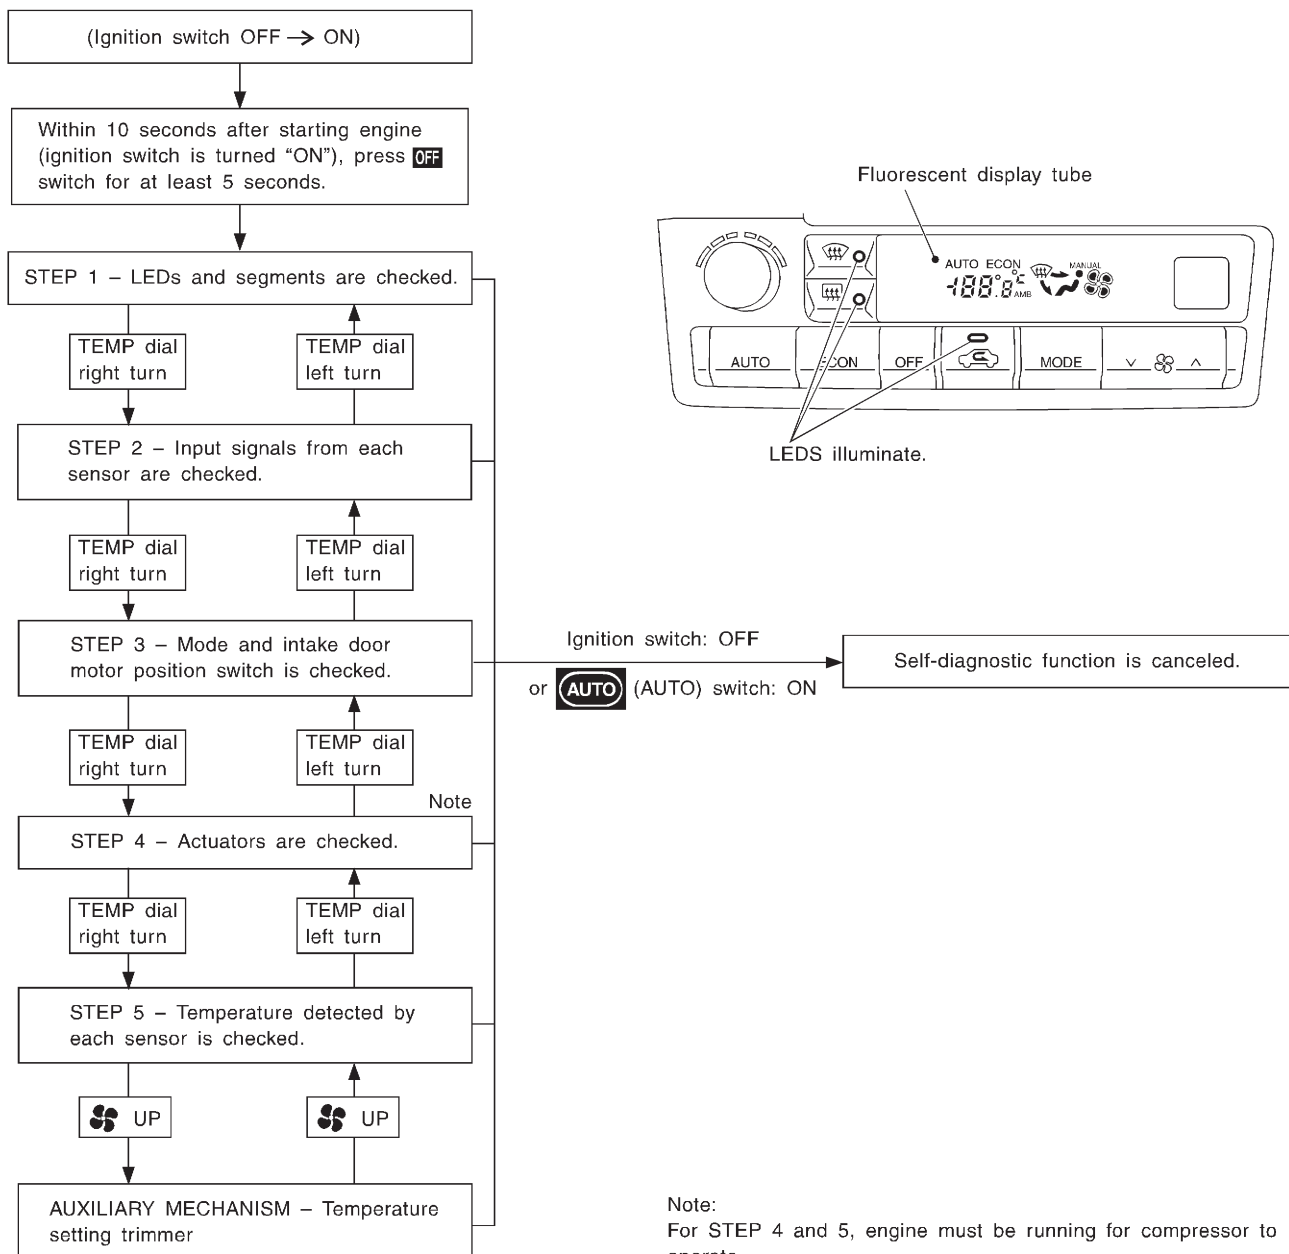 (Ignition switch OFF → ON)
Within 10 seconds after starting engine
(ignition switch is turned “ON”), press OFF
switch for at least 5 seconds.
STEP 1 – LEDs and segments are checked.
TEMP dial
right turn
TEMP dial
left turn
STEP 2 – Input signals from each
sensor are checked.
TEMP dial
right turn
TEMP dial
left turn
STEP 3 – Mode and intake door
motor position switch is checked.
TEMP dial
right turn
TEMP dial
left turn
Note
STEP 4 – Actuators are checked.
TEMP dial
right turn
TEMP dial
left turn
STEP 5 – Temperature detected by
each sensor is checked.
UP
UP
AUXILIARY MECHANISM – Temperature
setting trimmer
Ignition switch: OFF
or AUTO (AUTO) switch: ON
Self-diagnostic function is canceled.
Fluorescent display tube
AUTO ECON
MANUAL
-188.8°C
AMB
AUTO
ECON
OFF
MODE
LEDS illuminate.
Note:
For STEP 4 and 5, engine must be running for compressor to